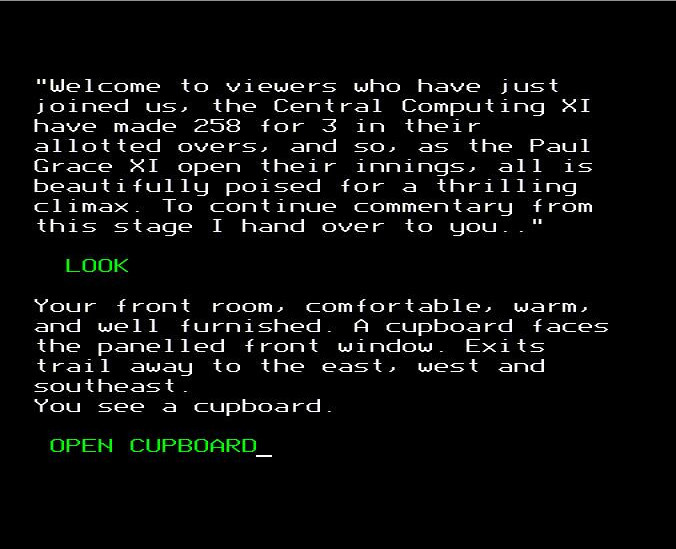 "Welcome to viewers who have just
joined us, the Central Computing XI
have made 258 for 3 in their
allotted overs, and so, as the Paul
Grace XI open their innings, all is
beautifully poised for a thrilling
climax. To continue commentary from
this stage I hand over to you.."
LOOK
Your front room, comfortable, warm,
and well furnished. A cupboard faces
the panelled front window. Exits
trail away to the east, west and
southeast.
You see a cupboard.
OPEN CUPBOARD_